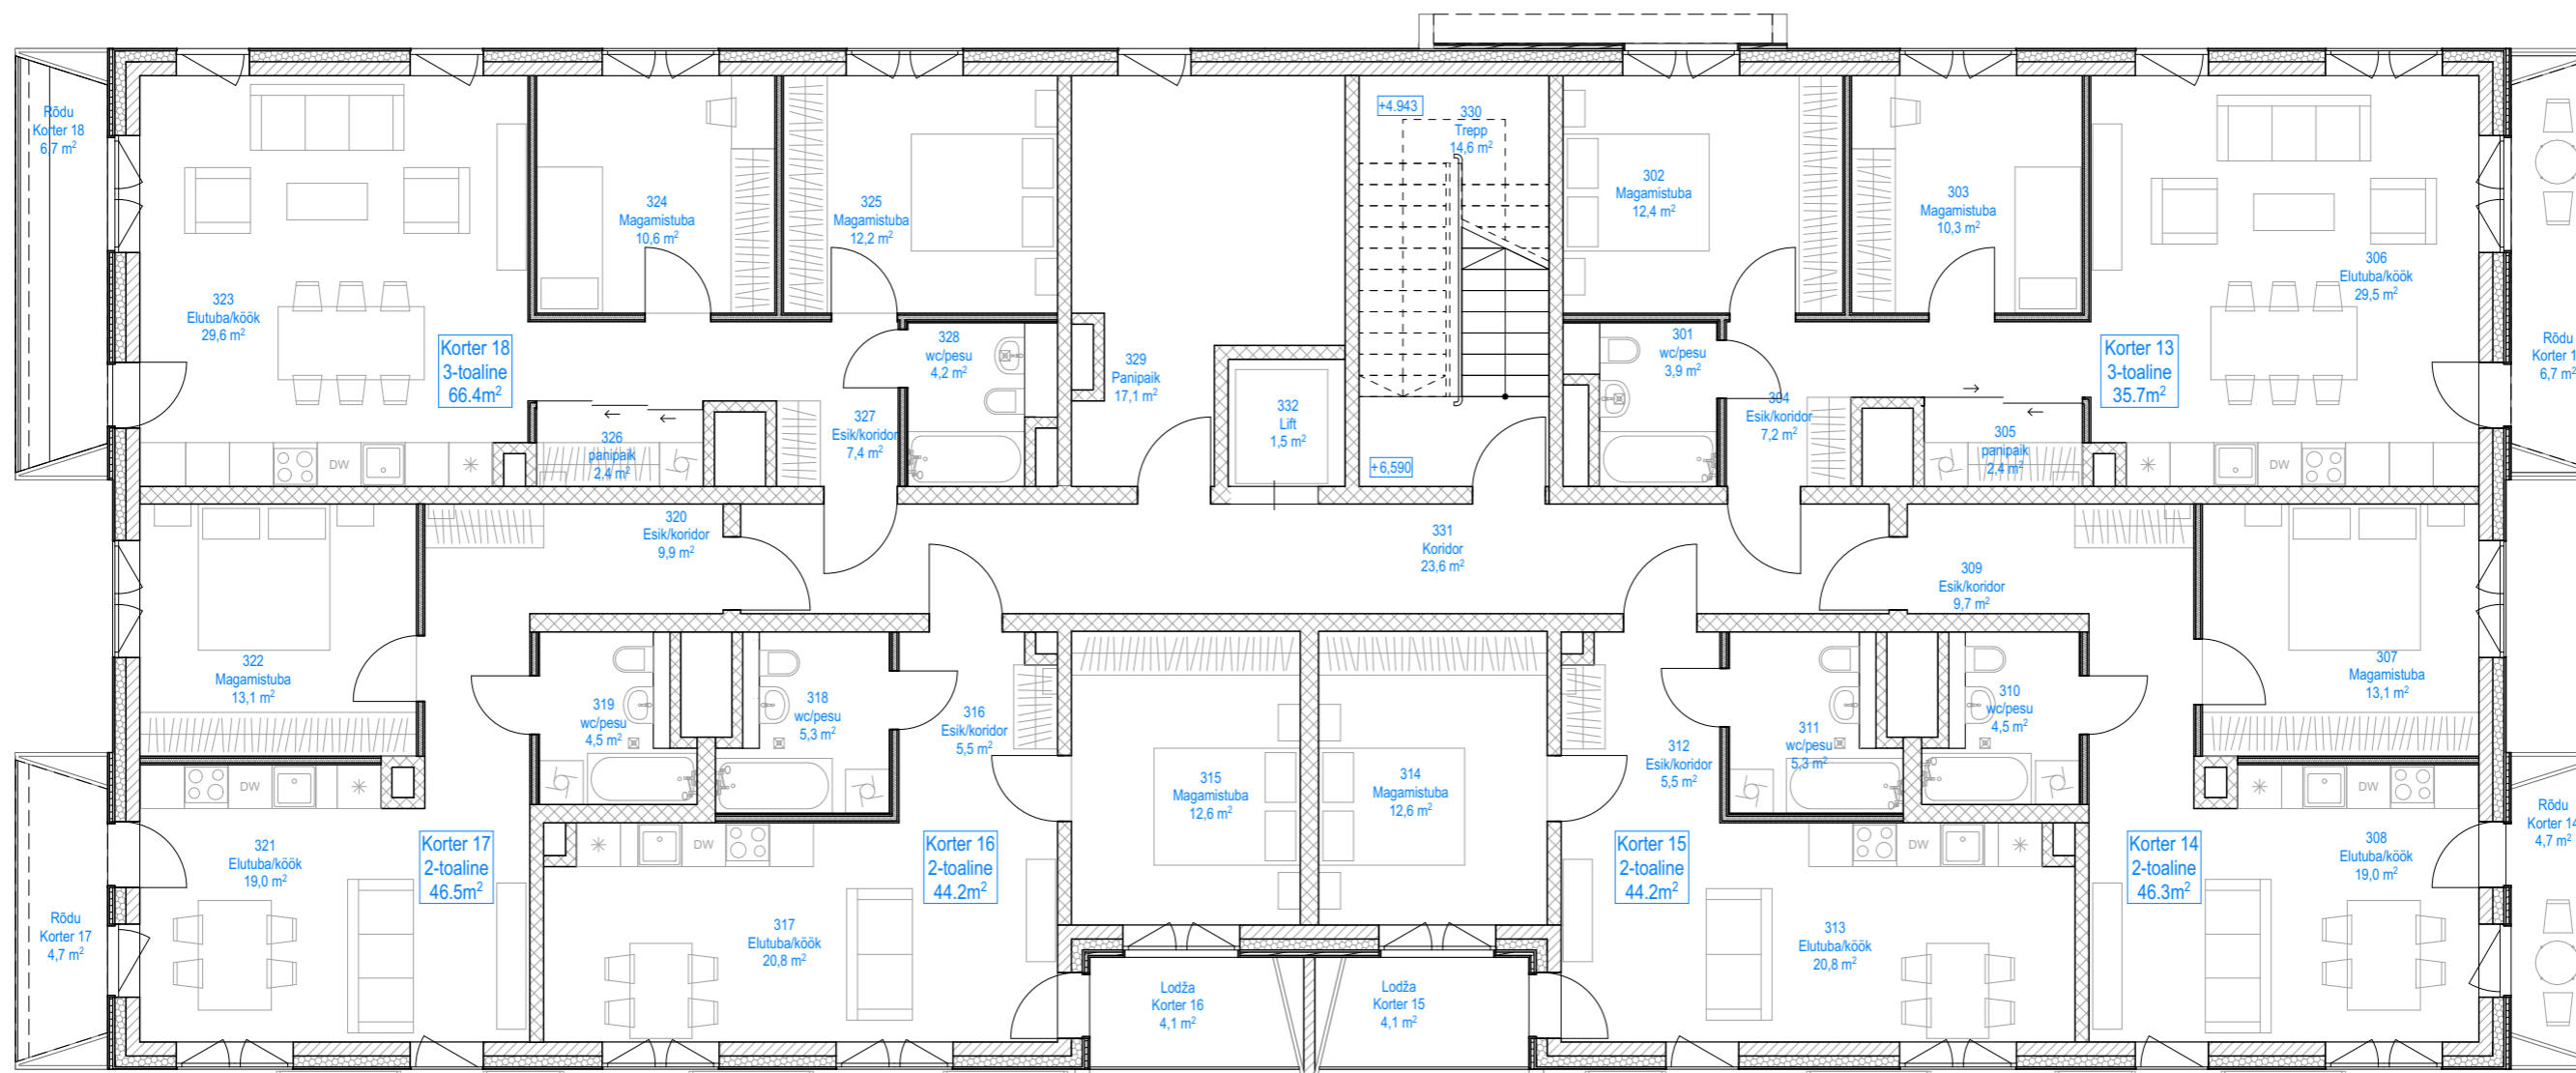 Rõdu
Korter 18
6,7 m²
323
Elutuba/köök
29,6 m²
Korter 18
3-toaline
66.4m²
324
Magamistuba
10,6 m²
325
Magamistuba
12,2 m²
328
wc/pesu
4,2 m²
327
Esik/koridor
7,4 m²
326
panipaik
2,4 m²
DW
329
Panipaik
17,1 m²
332
Lift
1,5 m²
+4.943
330
Trepp
14,6 m²
+6,590
302
Magamistuba
12,4 m²
303
Magamistuba
10,3 m²
301
wc/pesu
3,9 m²
304
Esik/koridor
7,2 m²
305
panipaik
2,4 m²
306
Elutuba/köök
29,5 m²
Korter 13
3-toaline
35.7m²
DW
Rõdu
Korter 1
6,7 m²
320
Esik/koridor
9,9 m²
331
Koridor
23,6 m²
309
Esik/koridor
9,7 m²
322
Magamistuba
13,1 m²
319
wc/pesu
4,5 m²
318
wc/pesu
5,3 m²
316
Esik/koridor
5,5 m²
315
Magamistuba
12,6 m²
314
Magamistuba
12,6 m²
312
Esik/koridor
5,5 m²
311
wc/pesu
5,3 m²
310
wc/pesu
4,5 m²
307
Magamistuba
13,1 m²
DW
321
Elutuba/köök
19,0 m²
Korter 17
2-toaline
46.5m²
DW
Korter 16
2-toaline
44.2m²
Korter 15
2-toaline
44.2m²
DW
Korter 14
2-toaline
46.3m²
DW
308
Elutuba/köök
19,0 m²
Rõdu
Korter 14
4,7 m²
Rõdu
Korter 17
4,7 m²
317
Elutuba/köök
20,8 m²
313
Elutuba/köök
20,8 m²
Lodža
Korter 16
4,1 m²
Lodža
Korter 15
4,1 m²